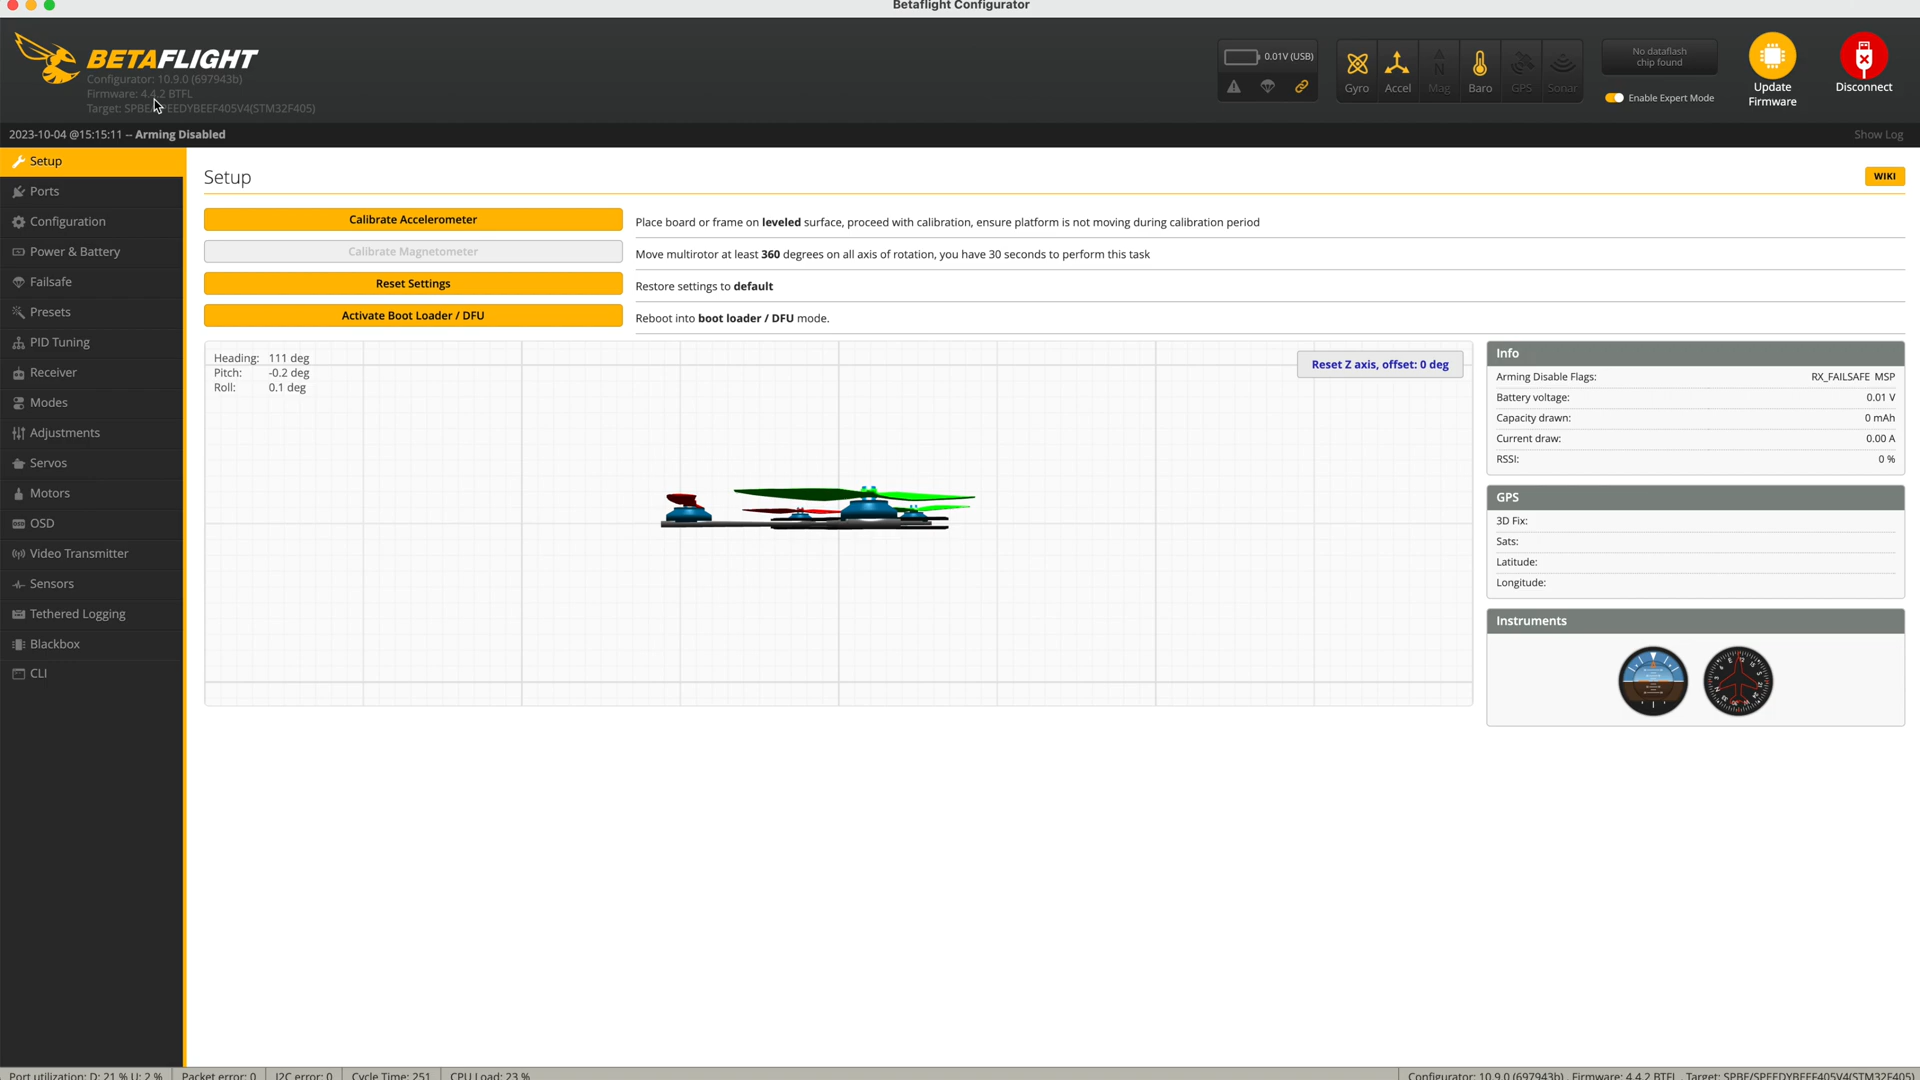 Betaflight Configurator
BETAFLIGHT
Configurator: 10.9.0 (697943b)
Firmware: 4.4.2 BTFL
Target: SPBE/SPEEDYBEEF405V4(STM32F405)
0.01V (USB)
Gyro
Accel
Mag
Baro
GPS
Sonar
No dataflash
chip found
Enable Expert Mode
Update
Firmware
Disconnect
2023-10-04 @15:15:11 -- Arming Disabled
Show Log
Setup
Ports
Configuration
Power & Battery
Failsafe
Presets
PID Tuning
Receiver
Modes
Adjustments
Servos
Motors
OSD
Video Transmitter
Sensors
Tethered Logging
Blackbox
CLI
Setup
WIKI
Calibrate Accelerometer
Place board or frame on leveled surface, proceed with calibration, ensure platform is not moving during calibration period
Calibrate Magnetometer
Move multirotor at least 360 degrees on all axis of rotation, you have 30 seconds to perform this task
Reset Settings
Restore settings to default
Activate Boot Loader / DFU
Reboot into boot loader / DFU mode.
Heading: 111 deg
Pitch: -0.2 deg
Roll: 0.1 deg
Reset Z axis, offset: 0 deg
Info
Arming Disable Flags: RX_FAILSAFE MSP
Battery voltage: 0.01 V
Capacity drawn: 0 mAh
Current draw: 0.00 A
RSSI: 0 %
GPS
3D Fix:
Sats:
Latitude:
Longitude:
Instruments
Port utilization: D: 21 % U: 2 %
Packet error: 0
I2C error: 0
Cycle Time: 251
CPU Load: 23 %
Configurator: 10.9.0 (697943b), Firmware: 4.4.2 BTFL, Target: SPBE/SPEEDYBEEF405V4(STM32F405)